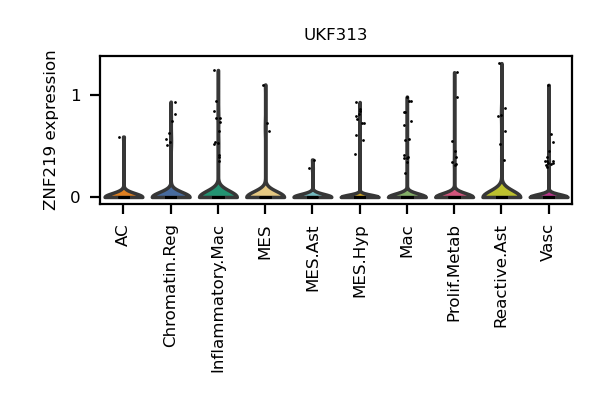 UKF313
ZNF219 expression
1
0
AC
Chromatin.Reg
Inflammatory.Mac
MES
MES.Ast
MES.Hyp
Mac
Prolif.Metab
Reactive.Ast
Vasc